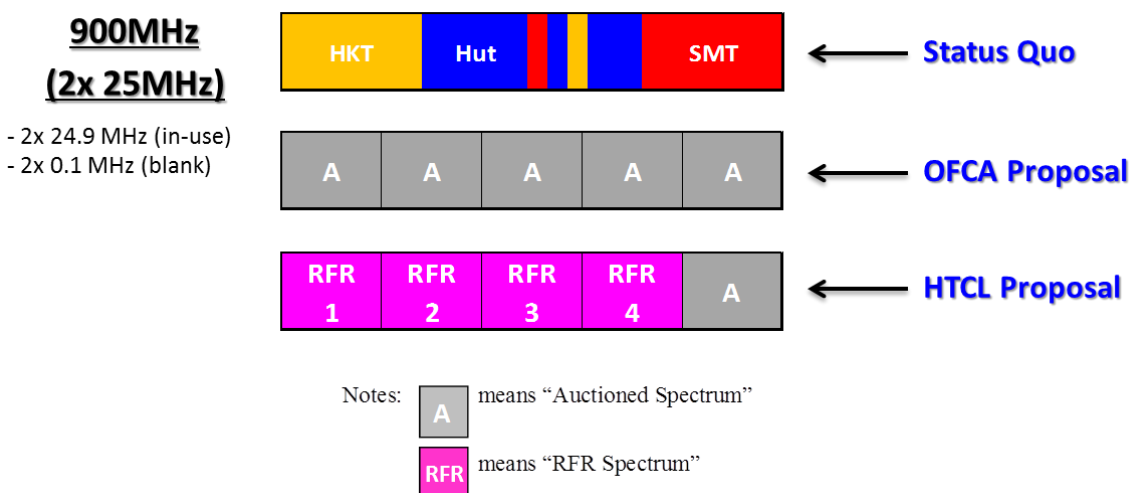 900MHz
(2x 25MHz)
- 2x 24.9 MHz (in-use)
- 2x 0.1 MHz (blank)
HKT Hut SMT
Status Quo
A A A A A
OFCA Proposal
RFR RFR RFR RFR A
1 2 3 4
HTCL Proposal
Notes:
A means “Auctioned Spectrum”
RFR means “RFR Spectrum”